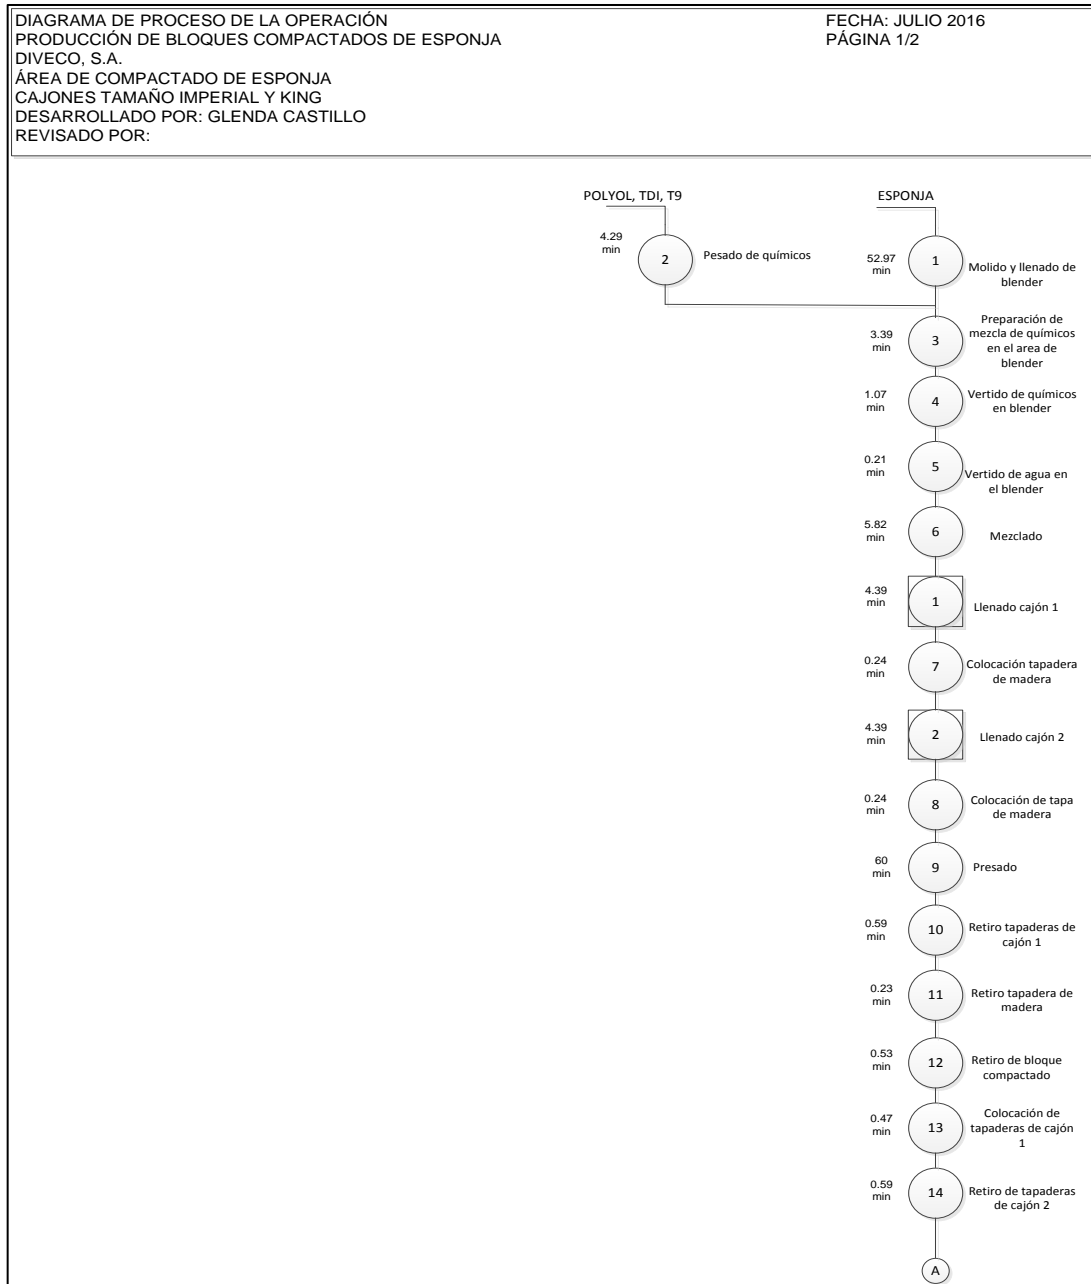 DIAGRAMA DE PROCESO DE LA OPERACIÓN
PRODUCCIÓN DE BLOQUES COMPACTADOS DE ESPONJA
DIVECO, S.A.
ÁREA DE COMPACTADO DE ESPONJA
CAJONES TAMAÑO IMPERIAL Y KING
DESARROLLADO POR: GLENDA CASTILLO
REVISADO POR:
FECHA: JULIO 2016
PÁGINA 1/2
POLYOL, TDI, T9
4.29
min
2
Pesado de químicos
ESPONJA
52.97
min
1
Molido y llenado de
blender
3.39
min
3
Preparación de
mezcla de químicos
en el area de
blender
1.07
min
4
Vertido de químicos
en blender
0.21
min
5
Vertido de agua en
el blender
5.82
min
6
Mezclado
4.39
min
1
Llenado cajón 1
0.24
min
7
Colocación tapadera
de madera
4.39
min
2
Llenado cajón 2
0.24
min
8
Colocación de tapa
de madera
60
min
9
Presado
0.59
min
10
Retiro tapaderas de
cajón 1
0.23
min
11
Retiro tapadera de
madera
0.53
min
12
Retiro de bloque
compactado
0.47
min
13
Colocación de
tapaderas de cajón
1
0.59
min
14
Retiro de tapaderas
de cajón 2
A